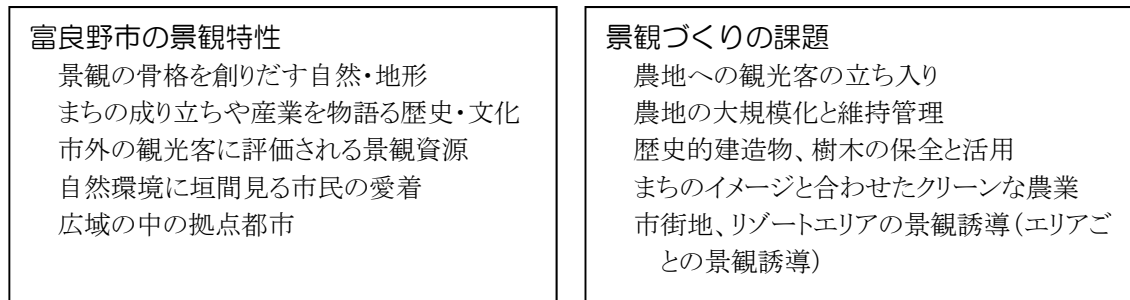 富良野市の景観特性
景観の骨格を創りだす自然・地形
まちの成り立ちや産業を物語る歴史・文化
市外の観光客に評価される景観資源
自然環境に垣間見る市民の愛着
広域の中の拠点都市
景観づくりの課題
農地への観光客の立ち入り
農地の大規模化と維持管理
歴史的建造物、樹木の保全と活用
まちのイメージと合わせたクリーンな農業
市街地、リゾートエリアの景観誘導（エリアご
との景観誘導）